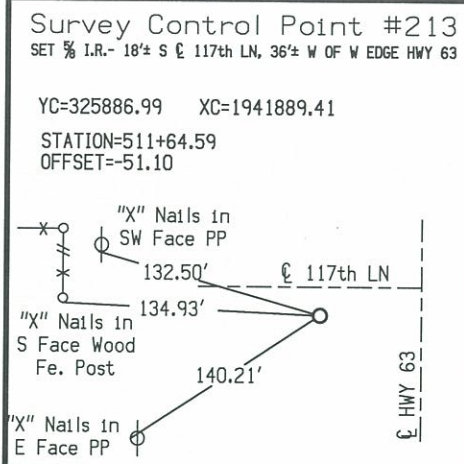 Survey Control Point #213
SET ⅝ I.R.- 18'± S ℄ 117th LN, 36'± W OF W EDGE HWY 63
YC=325886.99 XC=1941889.41
STATION=511+64.59
OFFSET=-51.10
"X" Nails in
SW Face PP
132.50'
℄ 117th LN
134.93'
"X" Nails in
S Face Wood
Fe. Post
140.21'
℄ HWY 63
"X" Nails in
E Face PP